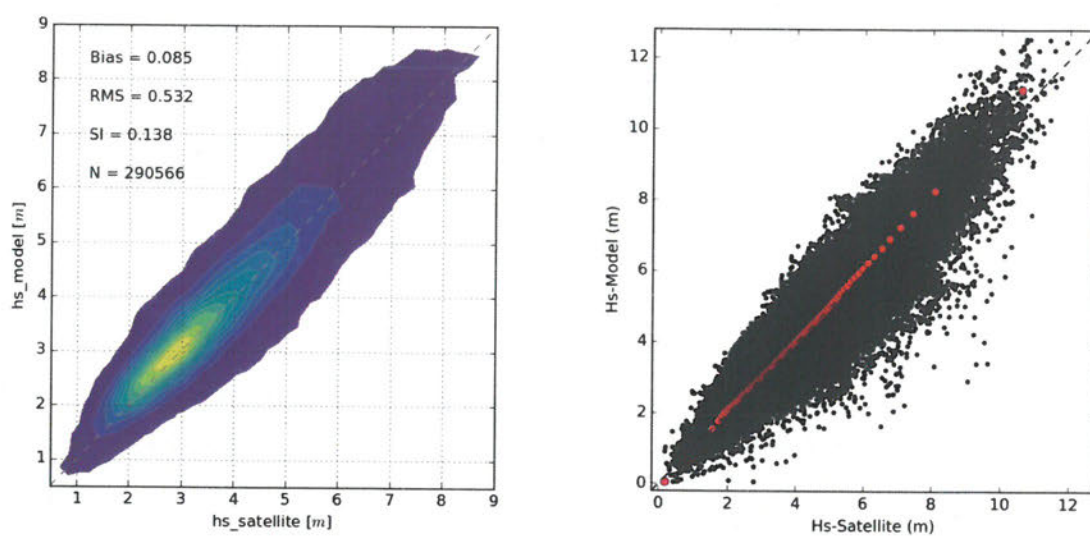 9
8
7
6
5
4
3
2
1
hs_model [m]
Bias = 0.085
RMS = 0.532
SI = 0.138
N = 290566
1 2 3 4 5 6 7 8 9
hs_satellite [m]
12
10
8
6
4
2
0
Hs-Model (m)
0 2 4 6 8 10 12
Hs-Satellite (m)